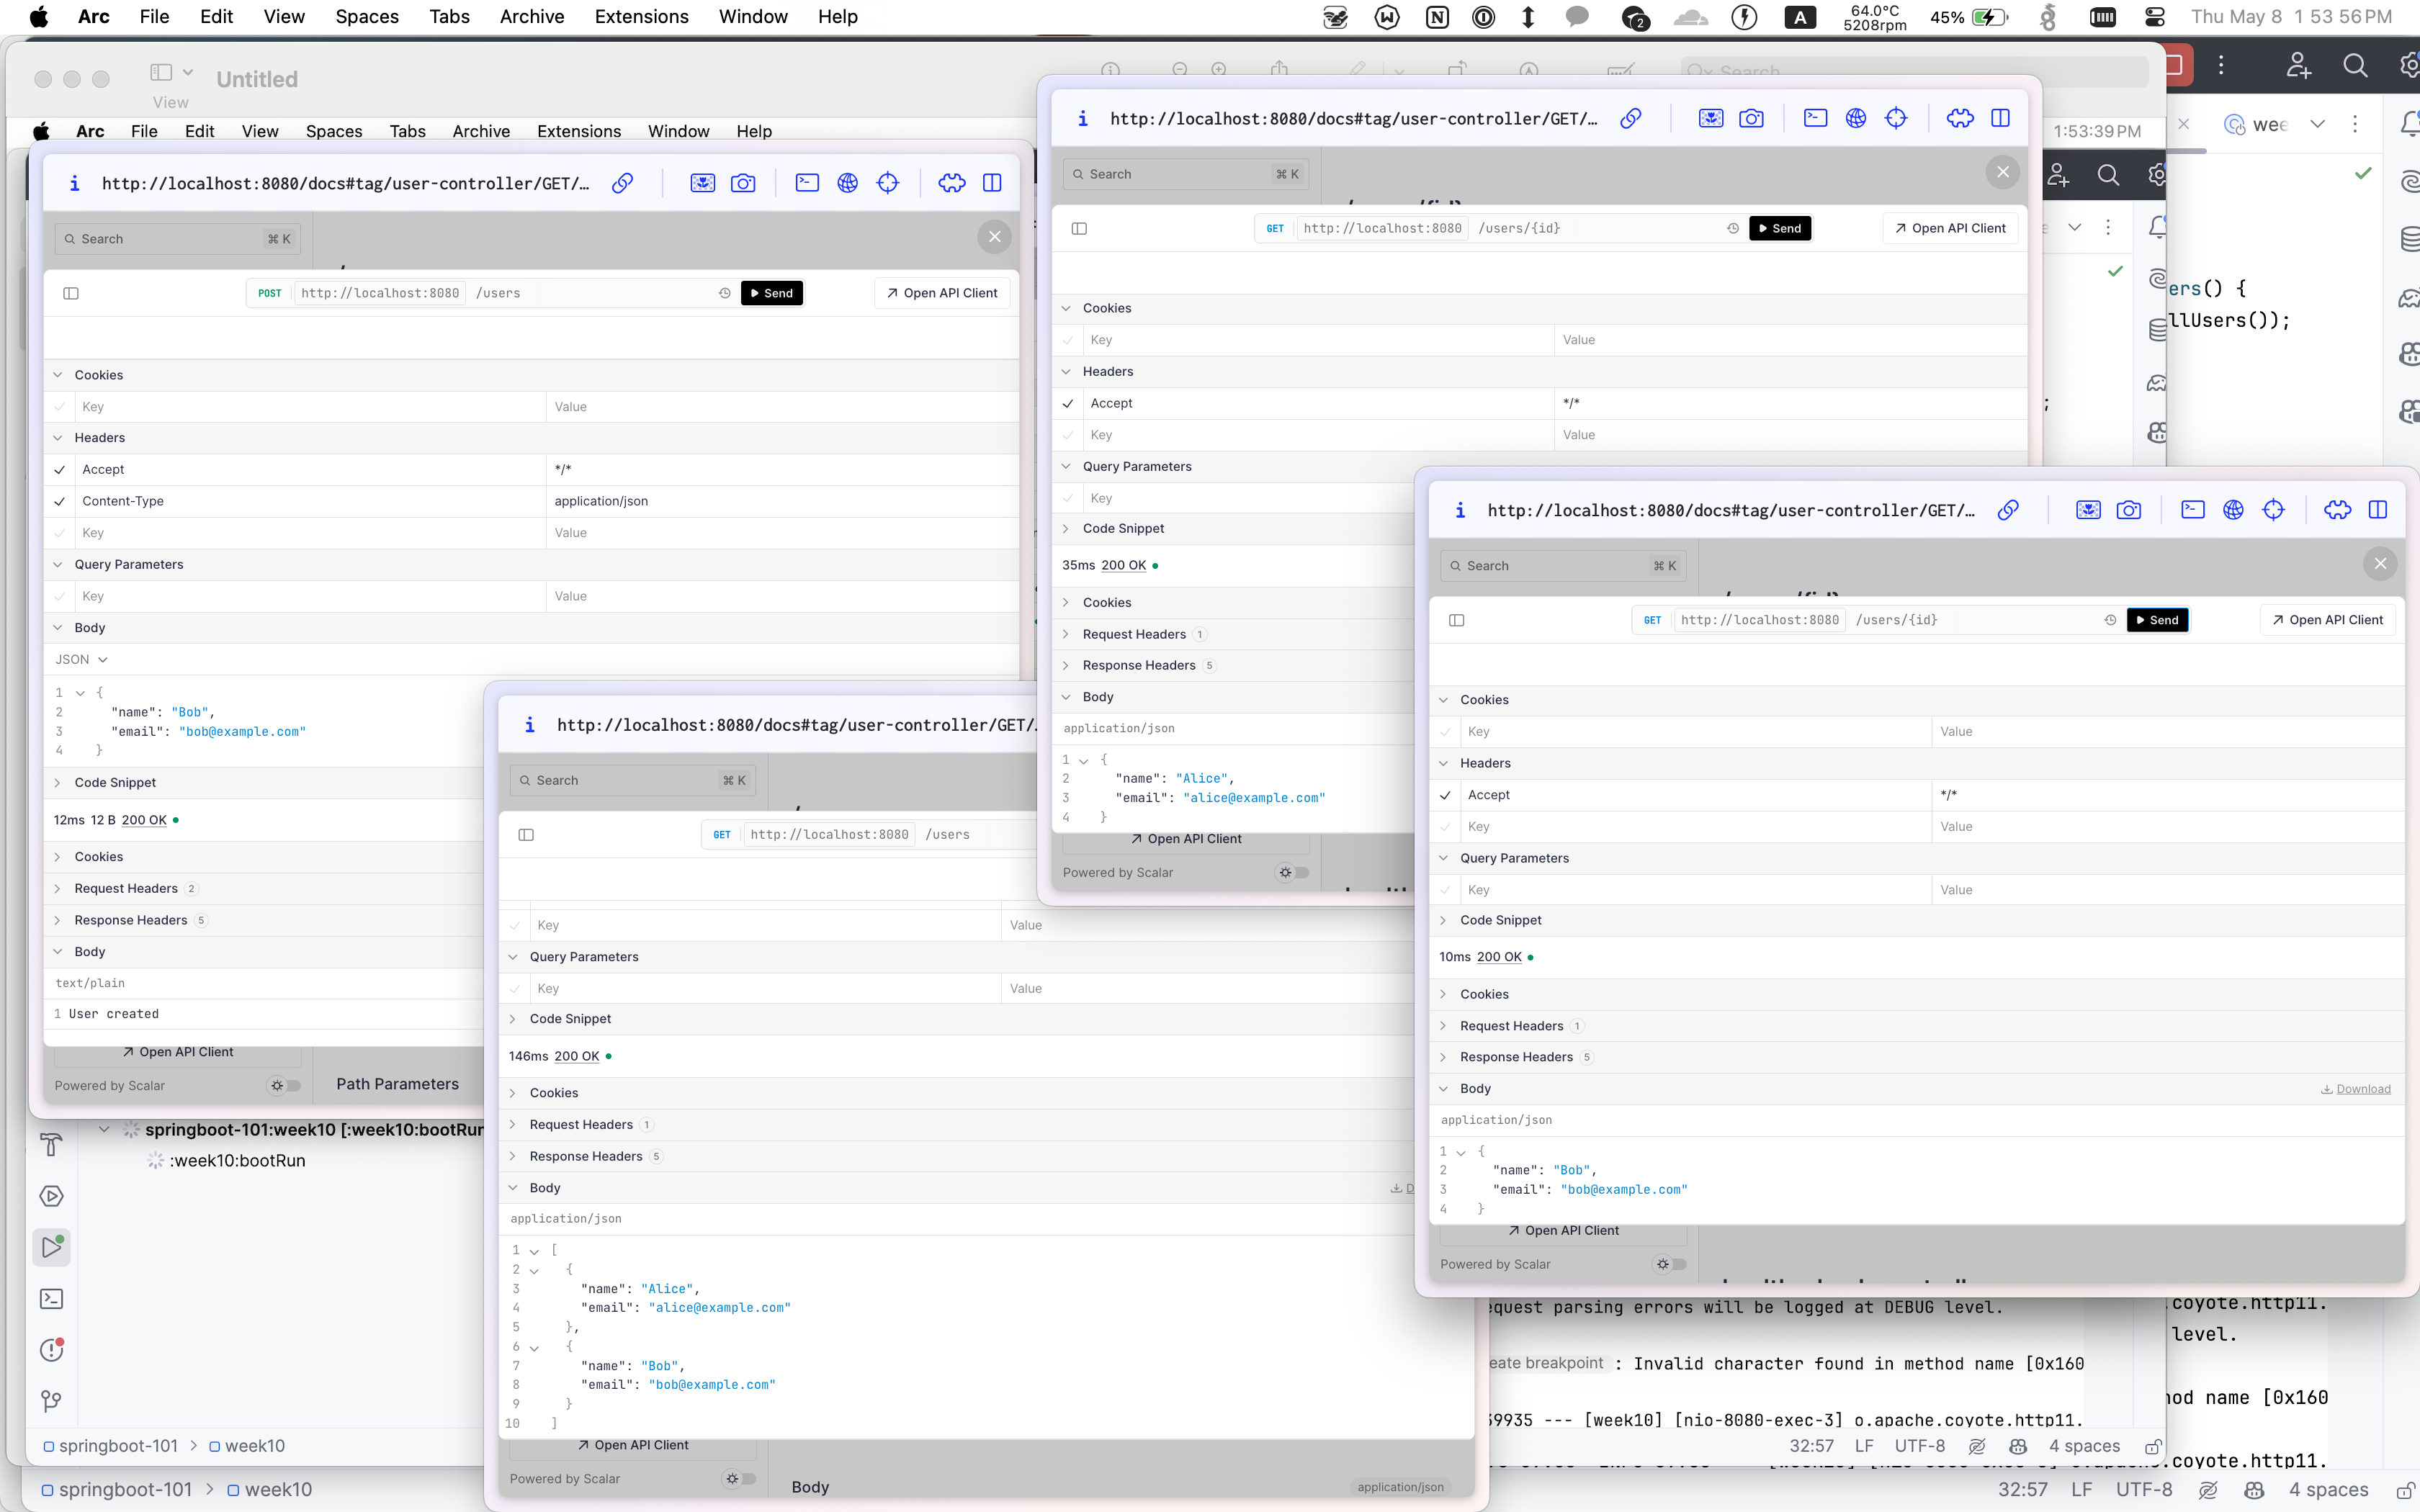 Arc File Edit View Spaces Tabs Archive Extensions Window Help
2 A 64.0°C 5208rpm 45% Thu May 8 1 53 56 PM
Untitled
View
Search
Arc File Edit View Spaces Tabs Archive Extensions Window Help
1:53:39 PM
http://localhost:8080/docs#tag/user-controller/GET/...
Search ⌘ K
POST http://localhost:8080 /users Send Open API Client
Cookies
Key Value
Headers
Accept */*
Content-Type application/json
Key Value
Query Parameters
Key Value
Body
JSON
1 {
2 "name": "Bob",
3 "email": "bob@example.com"
4 }
Code Snippet
12ms 12 B 200 OK
Cookies
Request Headers 2
Response Headers 5
Body
text/plain
1 User created
Open API Client
Powered by Scalar
Path Parameters
http://localhost:8080/docs#tag/user-controller/GET/...
Search ⌘ K
GET http://localhost:8080 /users/{id} Send Open API Client
Cookies
Key Value
Headers
Accept */*
Key Value
Query Parameters
Key
Code Snippet
35ms 200 OK
Cookies
Request Headers 1
Response Headers 5
Body
application/json
1 {
2 "name": "Alice",
3 "email": "alice@example.com"
4 }
Open API Client
Powered by Scalar
http://localhost:8080/docs#tag/user-controller/GET/.
Search ⌘ K
GET http://localhost:8080 /users
Key Value
Query Parameters
Key Value
Code Snippet
146ms 200 OK
Cookies
Request Headers 1
Response Headers 5
Body D
application/json
1 [
2 {
3 "name": "Alice",
4 "email": "alice@example.com"
5 },
6 {
7 "name": "Bob",
8 "email": "bob@example.com"
9 }
10 ]
Open API Client
Powered by Scalar
Body application/json
http://localhost:8080/docs#tag/user-controller/GET/...
Search ⌘ K
GET http://localhost:8080 /users/{id} Send Open API Client
Cookies
Key Value
Headers
Accept */*
Key Value
Query Parameters
Key Value
Code Snippet
10ms 200 OK
Cookies
Request Headers 1
Response Headers 5
Body Download
application/json
1 {
2 "name": "Bob",
3 "email": "bob@example.com"
4 }
Open API Client
Powered by Scalar
wee
ers() {
llUsers());
;
springboot-101:week10 [:week10:bootRun
:week10:bootRun
equest parsing errors will be logged at DEBUG level.
eate breakpoint : Invalid character found in method name [0x160
39935 --- [week10] [nio-8080-exec-3] o.apache.coyote.http11.
.coyote.http11.
level.
hod name [0x160
.coyote.http11.
springboot-101 > week10
32:57 LF UTF-8 4 spaces
springboot-101 > week10
32:57 LF UTF-8 4 spaces